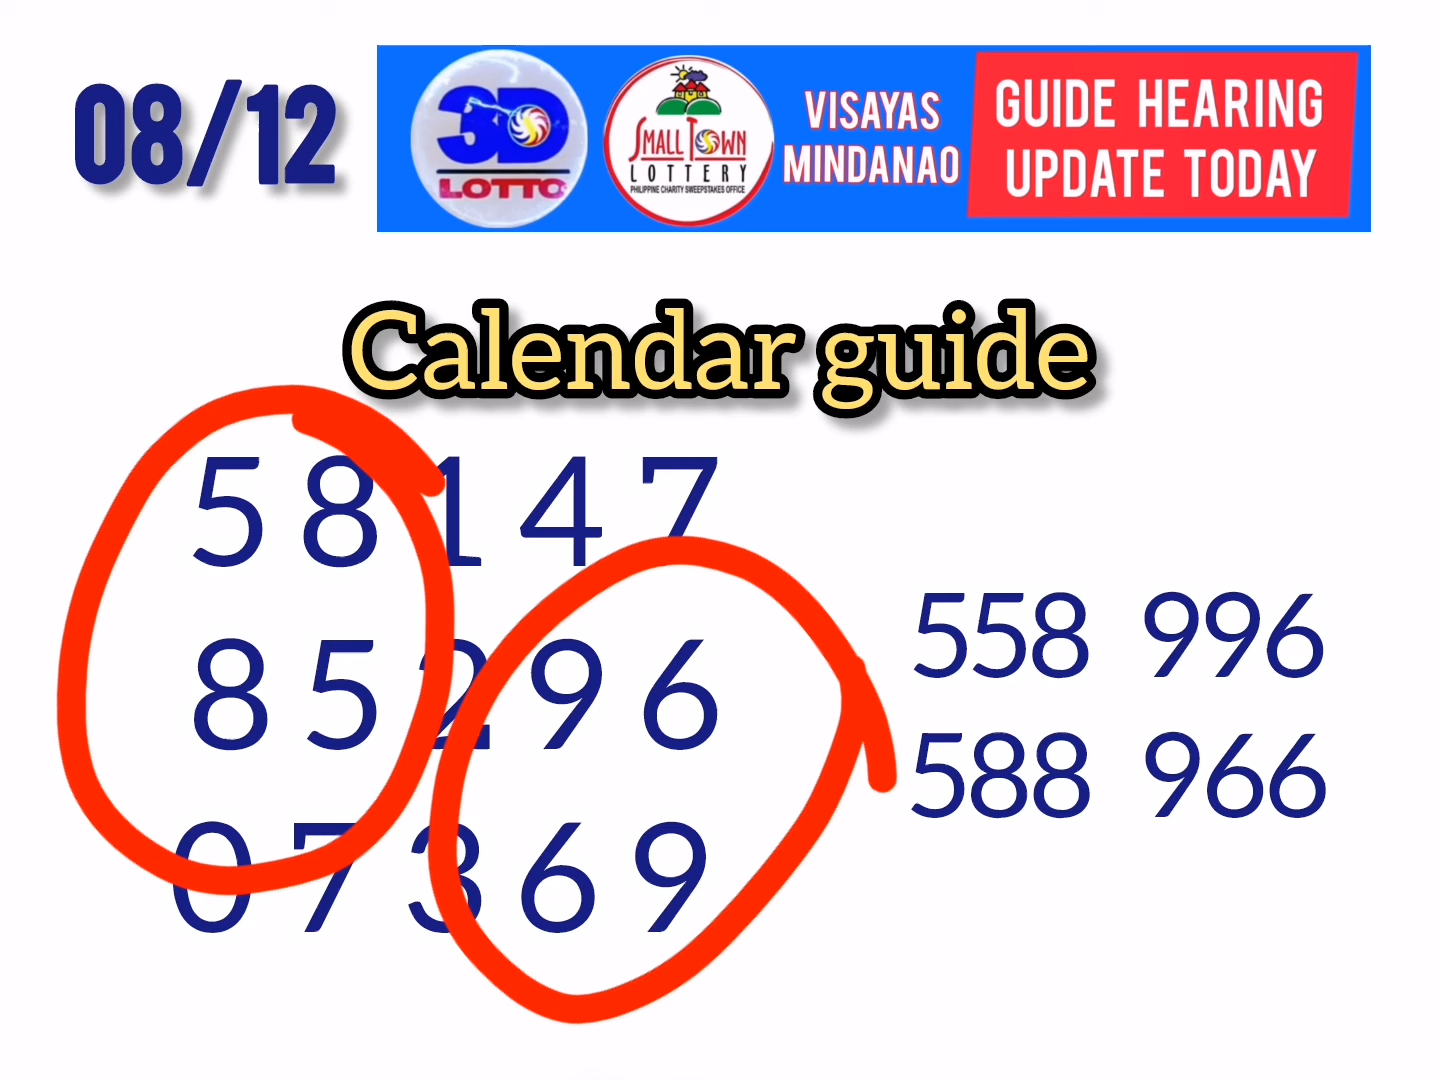 08/12
3D
LOTTO
SMALL TOWN
LOTTERY
PHILIPPINE CHARITY SWEEPSTAKES OFFICE
VISAYAS
MINDANAO
GUIDE HEARING
UPDATE TODAY
Calendar guide
5 8 1 4 7
8 5 2 9 6
0 7 3 6 9
558 996
588 966